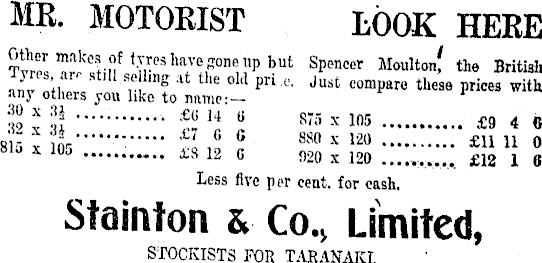 MR. MOTORIST LOOK HERE
Other makes of tyres have gone up but Spencer Moulton, the British
Tyres, are still selling at the old price. Just compare these prices with
any others you like to name:—
30 x 3½ ........... £6 14 6
32 x 3½ ........... £7 6 6
815 x 105 ........... £8 12 6
875 x 105 ........... £9 4 6
880 x 120 ........... £11 11 0
920 x 120 ........... £12 1 6
Less five per cent. for cash.
Stainton & Co., Limited,
STOCKISTS FOR TARANAKI.